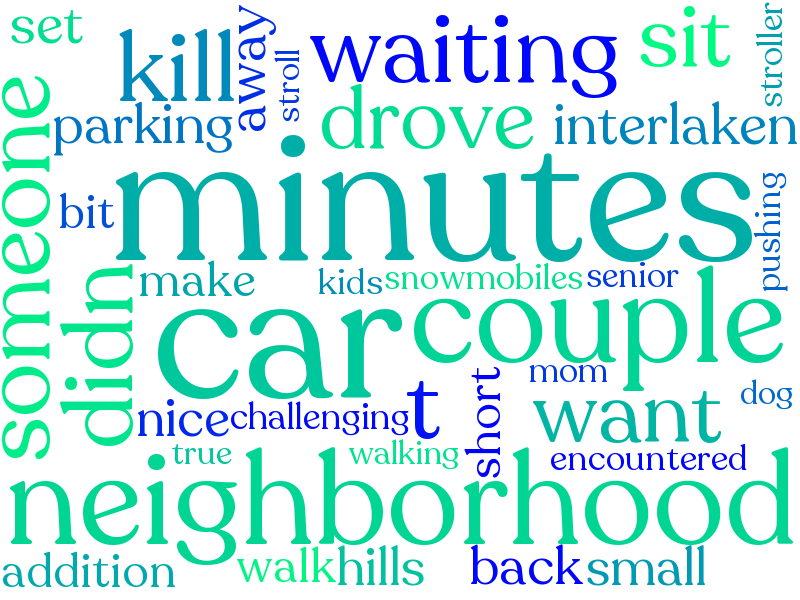 set
kill
away
stroll
waiting
sit
stroller
parking
drove
interlaken
someone
bit
minutes
pushing
didn
make
kids
snowmobiles
senior
car
couple
mom
dog
nice
challenging
t
short
want
true
walking
encountered
neighborhood
addition
walk
hills
back
small